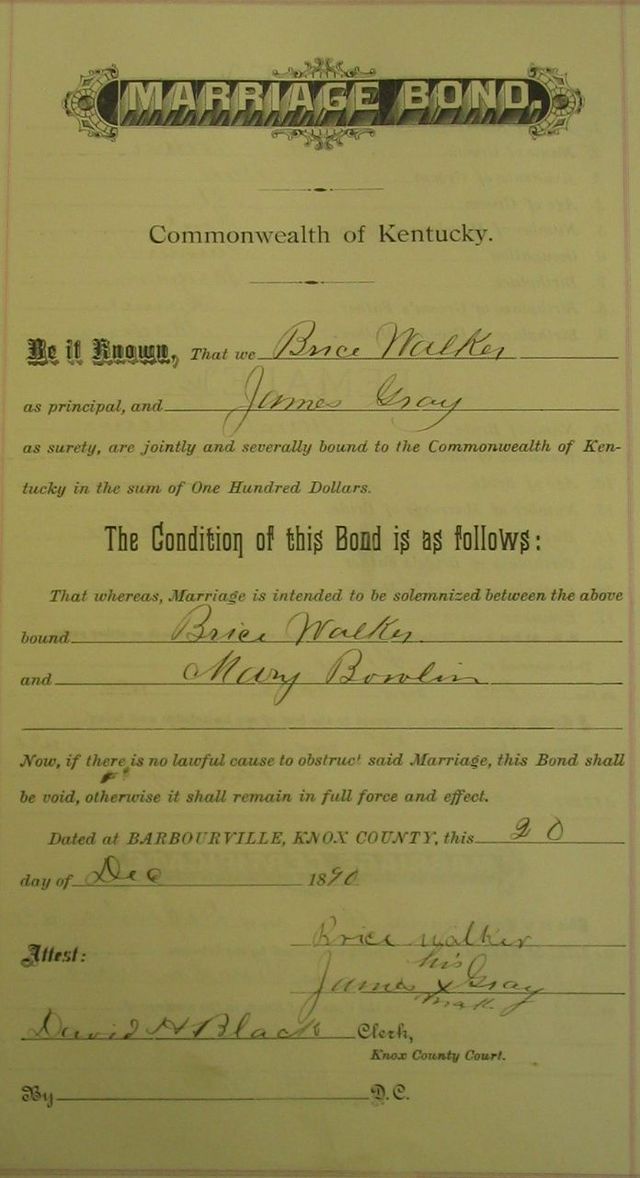 MARRIAGE BOND,
Commonwealth of Kentucky.
Be it Known, That we Brice Walker
as principal, and James Gray
as surety, are jointly and severally bound to the Commonwealth of Ken-
tucky in the sum of One Hundred Dollars.
The Condition of this Bond is as follows:
That whereas, Marriage is intended to be solemnized between the above
bound Brice Walker
and Mary Bowlin
Now, if there is no lawful cause to obstruct said Marriage, this Bond shall
be void, otherwise it shall remain in full force and effect.
Dated at BARBOURVILLE, KNOX COUNTY, this 20
day of Dec 1890
Brice walker
Attest:
his
James X Gray
mark
David H Black Clerk,
Knox County Court.
By D.C.